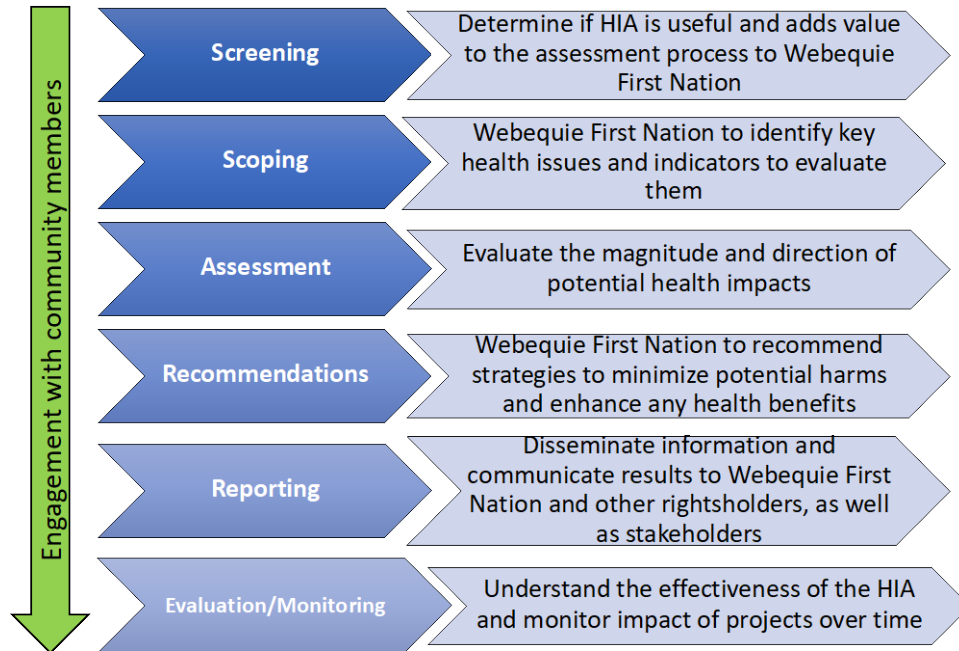 Engagement with community members
Screening
Determine if HIA is useful and adds value
to the assessment process to Webequie
First Nation
Scoping
Webequie First Nation to identify key
health issues and indicators to evaluate
them
Assessment
Evaluate the magnitude and direction of
potential health impacts
Recommendations
Webequie First Nation to recommend
strategies to minimize potential harms
and enhance any health benefits
Reporting
Disseminate information and
communicate results to Webequie First
Nation and other rightsholders, as well
as stakeholders
Evaluation/Monitoring
Understand the effectiveness of the HIA
and monitor impact of projects over time